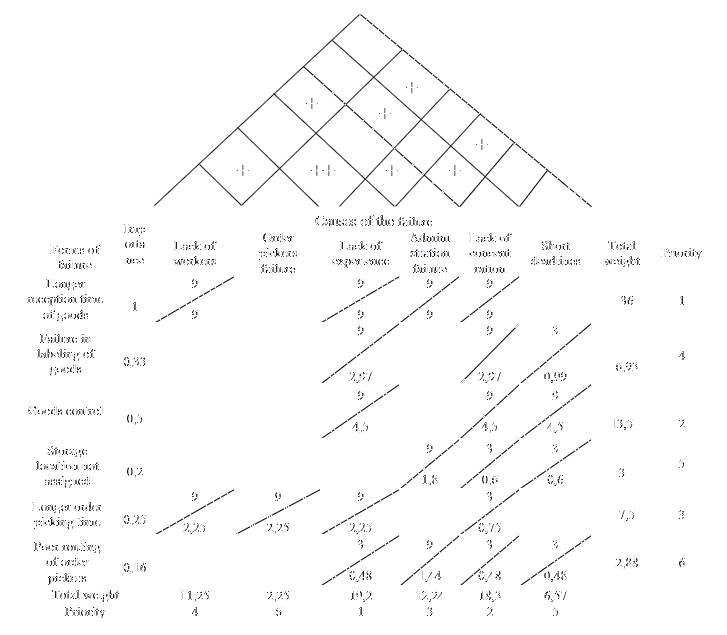 +
+ +
+
+ ++ + + +
Causes of the failure
Forms of failure
Impo rta nce
Lack of workers
Order pickers failure
Lack of experience
Admini stration failure
Lack of concent ration
Short deadlines
Total weight
Priority
Longer reception time of goods 1 9 9 9 9 9 9 9 9 36 1
Failure in labeling of goods 0,33 9 2,97 9 2,97 3 0,99 6,93 4
Goods control 0,5 9 4,5 9 4,5 9 4,5 13,5 2
Storage location not assigned 0,2 9 1,8 3 0,6 3 0,6 3 5
Longer order picking time 0,25 9 2,25 9 2,25 9 2,25 3 0,75 7,5 3
Poor routing of order pickers 0,16 3 0,48 9 1,44 3 0,48 3 0,48 2,88 6
Total weight 11,25 2,25 19,2 12,24 18,3 6,57
Priority 4 6 1 3 2 5